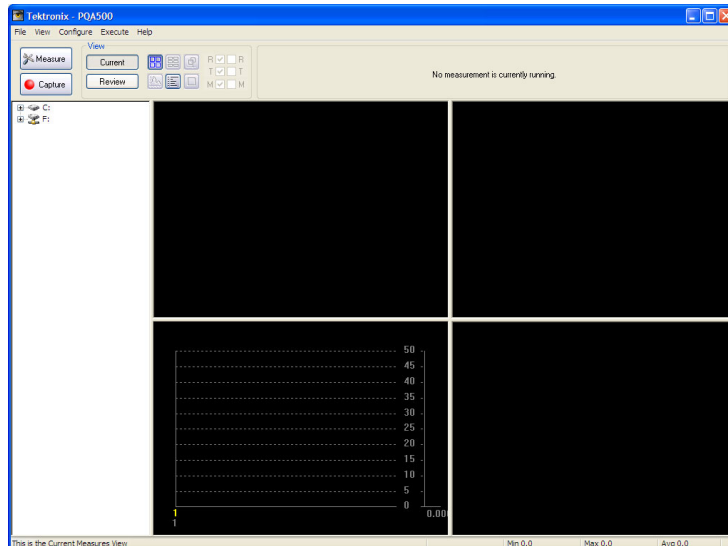 Tektronix - PQA500
File View Configure Execute Help
View
Measure
Current
R R
T T
Capture
Review
M M
No measurement is currently running.
C:
F:
50
45
40
35
30
25
20
15
10
5
0
1
1
This is the Current Measures View
Min 0.0
Max 0.0
Avg 0.0